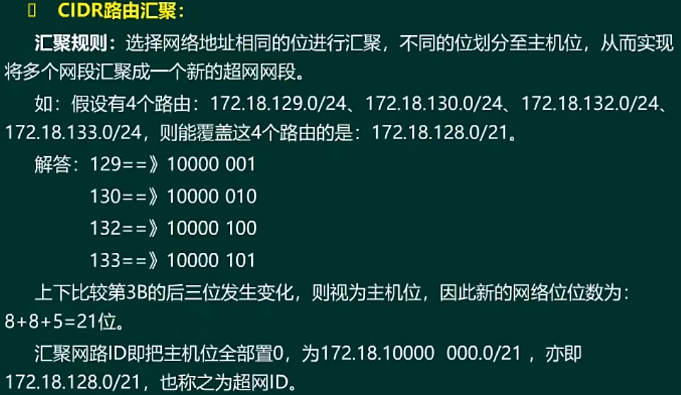 ▯ CIDR路由汇聚：
汇聚规则：选择网络地址相同的位进行汇聚，不同的位划分至主机位，从而实现
将多个网段汇聚成一个新的超网网段。
如：假设有4个路由：172.18.129.0/24、172.18.130.0/24、172.18.132.0/24、
172.18.133.0/24，则能覆盖这4个路由的是：172.18.128.0/21。
解答：129==》10000 001
130==》10000 010
132==》10000 100
133==》10000 101
上下比较第3B的后三位发生变化，则视为主机位，因此新的网络位位数为：
8+8+5=21位。
汇聚网路ID即把主机位全部置0，为172.18.10000 000.0/21 ，亦即
172.18.128.0/21，也称之为超网ID。